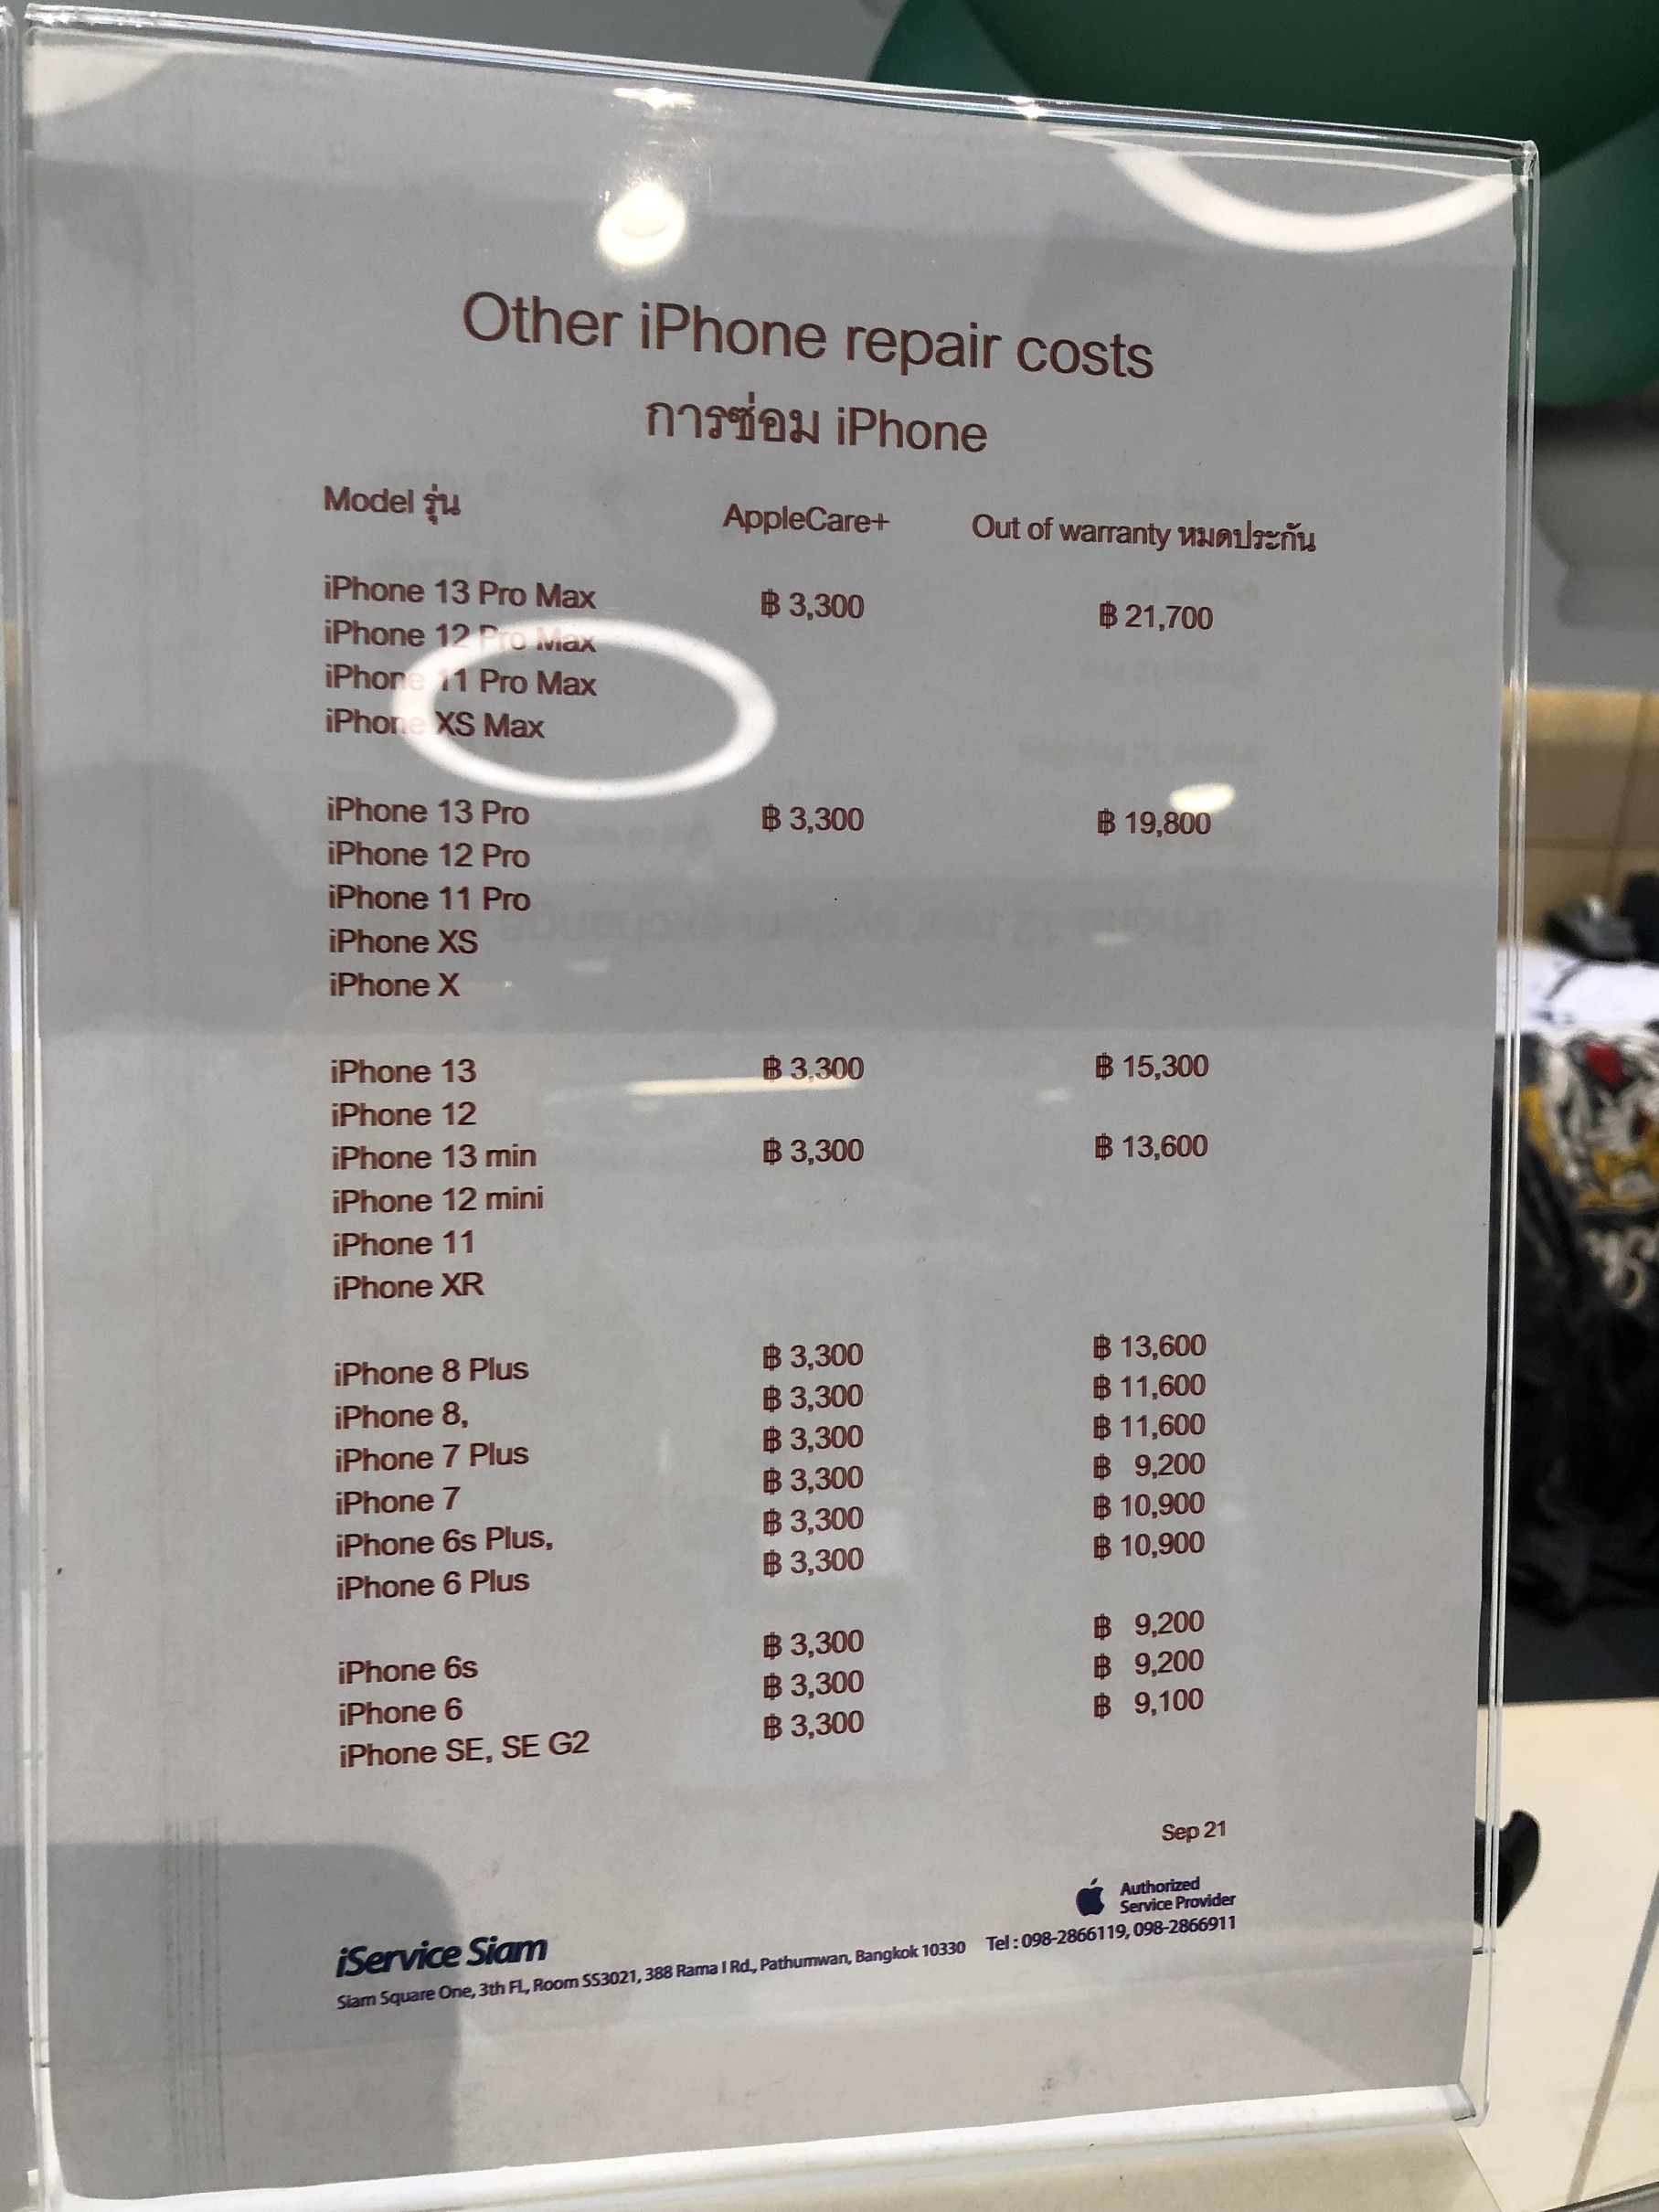 Other iPhone repair costs
การซ่อม iPhone
Model รุ่น AppleCare+ Out of warranty หมดประกัน
iPhone 13 Pro Max ฿ 3,300 ฿ 21,700
iPhone 12 Pro Max
iPhone 11 Pro Max
iPhone XS Max
iPhone 13 Pro ฿ 3,300 ฿ 19,800
iPhone 12 Pro
iPhone 11 Pro
iPhone XS
iPhone X
iPhone 13 ฿ 3,300 ฿ 15,300
iPhone 12
iPhone 13 min ฿ 3,300 ฿ 13,600
iPhone 12 mini
iPhone 11
iPhone XR
iPhone 8 Plus ฿ 3,300 ฿ 13,600
iPhone 8, ฿ 3,300 ฿ 11,600
iPhone 7 Plus ฿ 3,300 ฿ 11,600
iPhone 7 ฿ 3,300 ฿ 9,200
iPhone 6s Plus, ฿ 3,300 ฿ 10,900
iPhone 6 Plus ฿ 3,300 ฿ 10,900
iPhone 6s ฿ 3,300 ฿ 9,200
iPhone 6 ฿ 3,300 ฿ 9,200
iPhone SE, SE G2 ฿ 3,300 ฿ 9,100
Sep 21
Authorized
Service Provider
iService Siam
Siam Square One, 3th Fl., Room SS3021, 388 Rama I Rd., Pathumwan, Bangkok 10330 Tel : 098-2866119, 098-2866911